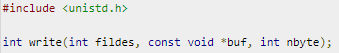 #include <unistd.h>
int write(int fildes, const void *buf, int nbyte);